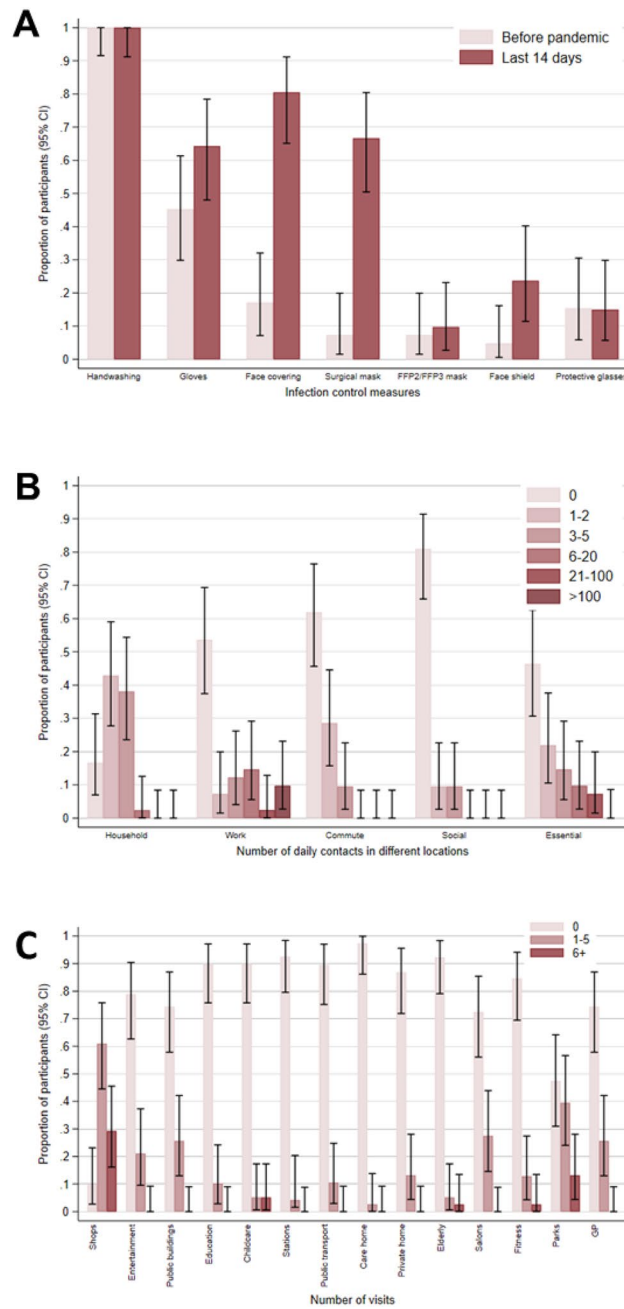 A
Before pandemic
Last 14 days
Proportion of participants (95% CI)
1
.9
.8
.7
.6
.5
.4
.3
.2
.1
0
Handwashing Gloves Face covering Surgical mask FFP2/FFP3 mask Face shield Protective glasses
Infection control measures
B
0
1-2
3-5
6-20
21-100
>100
Proportion of participants (95% CI)
1
.9
.8
.7
.6
.5
.4
.3
.2
.1
0
Household Work Commute Social Essential
Number of daily contacts in different locations
C
0
1-5
6+
Proportion of participants (95% CI)
1
.9
.8
.7
.6
.5
.4
.3
.2
.1
0
Shops
Entertainment
Public buildings
Education
Childcare
Stations
Public transport
Care home
Private home
Elderly
Salons
Fitness
Parks
GP
Number of visits